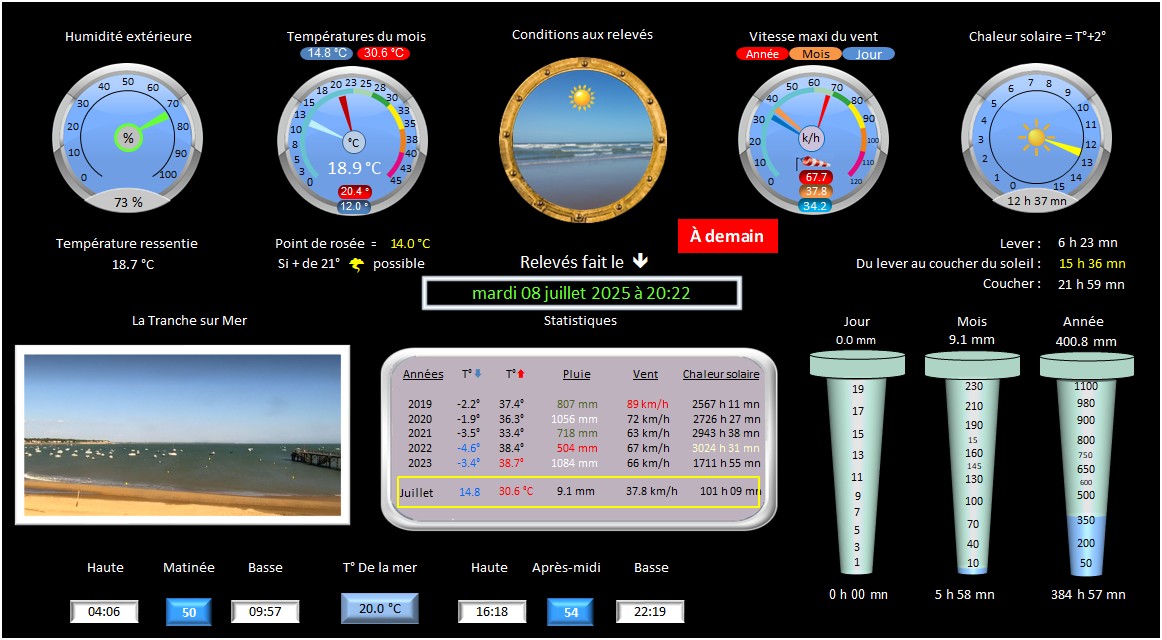 Humidité extérieure
Températures du mois
14.8 °C 30.6 °C
Conditions aux relevés
Vitesse maxi du vent
Année Mois Jour
Chaleur solaire = T°+2°
0 10 20 30 40 50 60 70 80 90 100
%
73 %
0 3 5 8 10 13 15 18 20 23 25 28 30 33 35 38 40 43 45
°C
18.9 °C
20.4 °
12.0 °
0 10 20 30 40 50 60 70 80 90 100 110 120
k/h
67.7
37.8
34.2
0 1 2 3 4 5 6 7 8 9 10 11 12 13 14 15
12 h 37 mn
À demain
Température ressentie
18.7 °C
Point de rosée = 14.0 °C
Si + de 21° possible
Relevés fait le
mardi 08 juillet 2025 à 20:22
Lever : 6 h 23 mn
Du lever au coucher du soleil : 15 h 36 mn
Coucher : 21 h 59 mn
La Tranche sur Mer
Statistiques
Années T° T° Pluie Vent Chaleur solaire
2019 -2.2° 37.4° 807 mm 89 km/h 2567 h 11 mn
2020 -1.9° 36.3° 1056 mm 72 km/h 2726 h 27 mn
2021 -3.5° 33.4° 718 mm 63 km/h 2943 h 38 mn
2022 -4.6° 38.4° 504 mm 67 km/h 3024 h 31 mn
2023 -3.4° 38.7° 1084 mm 66 km/h 1711 h 55 mn
Juillet 14.8 30.6 °C 9.1 mm 37.8 km/h 101 h 09 mn
Jour
0.0 mm
19
17
15
13
11
9
7
5
3
1
0 h 00 mn
Mois
9.1 mm
230
210
190
15
160
145
130
100
70
40
10
5 h 58 mn
Année
400.8 mm
1100
980
900
800
750
650
600
500
350
200
50
384 h 57 mn
Haute Matinée Basse
04:06 50 09:57
T° De la mer
20.0 °C
Haute Après-midi Basse
16:18 54 22:19